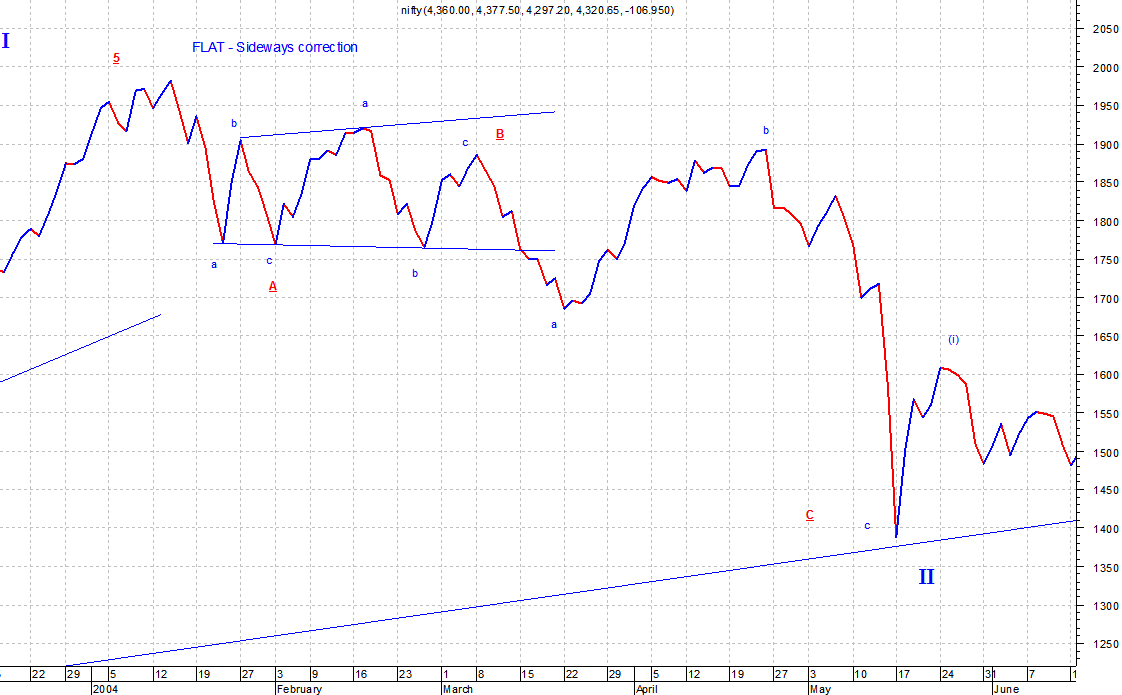 nifty(4,360.00, 4,377.50, 4,297.20, 4,320.65, -106.950)
I
FLAT - Sideways correction
5
a
b
c
B
b
a
c
A
b
a
(i)
C
c
II
2050
2000
1950
1900
1850
1800
1750
1700
1650
1600
1550
1500
1450
1400
1350
1300
1250
22 29 5 12 19 27 3 9 16 23 1 8 15 22 29 5 12 19 27 3 10 17 24 31 7 1
2004 February March April May June